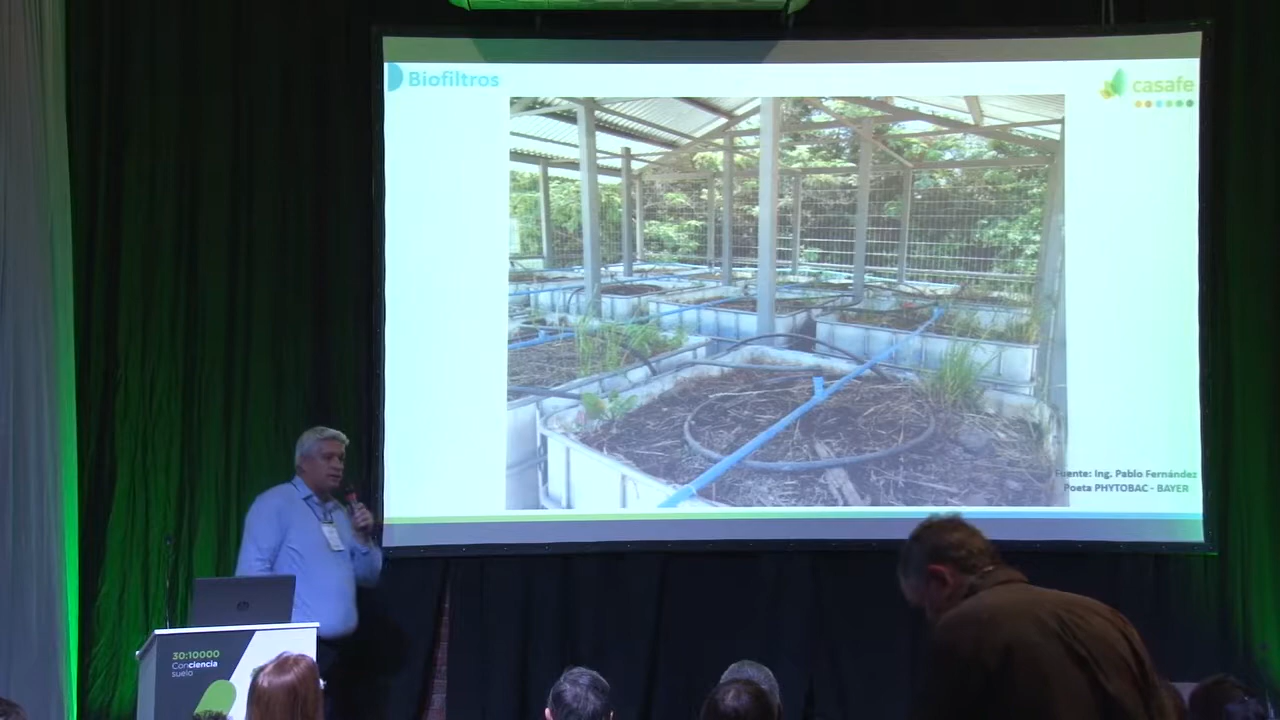 Biofiltros
casafe
Fuente: Ing. Pablo Fernández
Poeta PHYTOBAC - BAYER
30:10000
Conciencia
suelo